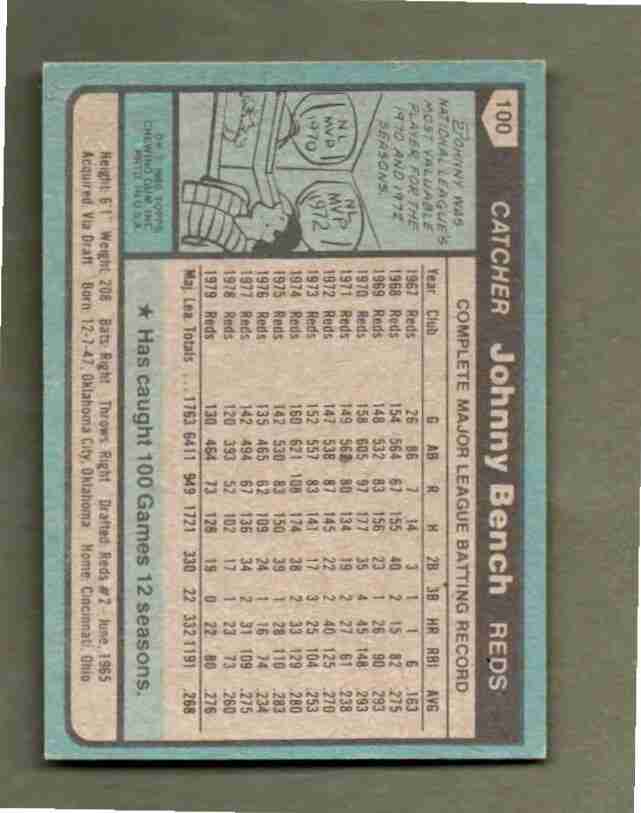 100
CATCHER Johnny Bench REDS
JOHNNY WAS
NATIONAL LEAGUE'S
MOST VALUABLE
PLAYER FOR THE
1970 AND 1972
SEASONS.
NL
MVP
1970
NL
MVP
1972
© 1980 TOPPS
CHEWING GUM, INC.
PRTD. IN U.S.A.
COMPLETE MAJOR LEAGUE BATTING RECORD
Year Club G AB R H 2B 3B HR RBI AVG
1967 Reds 26 86 7 14 3 1 1 6 .163
1968 Reds 154 564 67 155 40 2 15 82 .275
1969 Reds 148 532 83 156 23 1 26 90 .293
1970 Reds 158 605 97 177 35 4 45 148 .293
1971 Reds 149 562 80 134 19 2 27 61 .238
1972 Reds 147 538 87 145 22 2 40 125 .270
1973 Reds 152 557 83 141 17 3 25 104 .253
1974 Reds 160 621 108 174 38 2 33 129 .280
1975 Reds 142 530 83 150 39 1 28 110 .283
1976 Reds 135 465 62 109 24 1 16 74 .234
1977 Reds 142 494 67 136 34 2 31 109 .275
1978 Reds 120 393 52 102 17 1 23 73 .260
1979 Reds 130 464 73 128 19 0 22 80 .276
Maj. Lea. Totals ... 1763 6411 949 1721 330 22 332 1191 .268
★ Has caught 100 Games 12 seasons.
Height: 6'1" Weight: 208 Bats: Right Throws: Right Drafted: Reds #2 - June, 1965
Acquired: Via Draft Born: 12-7-47, Oklahoma City, Oklahoma Home: Cincinnati, Ohio